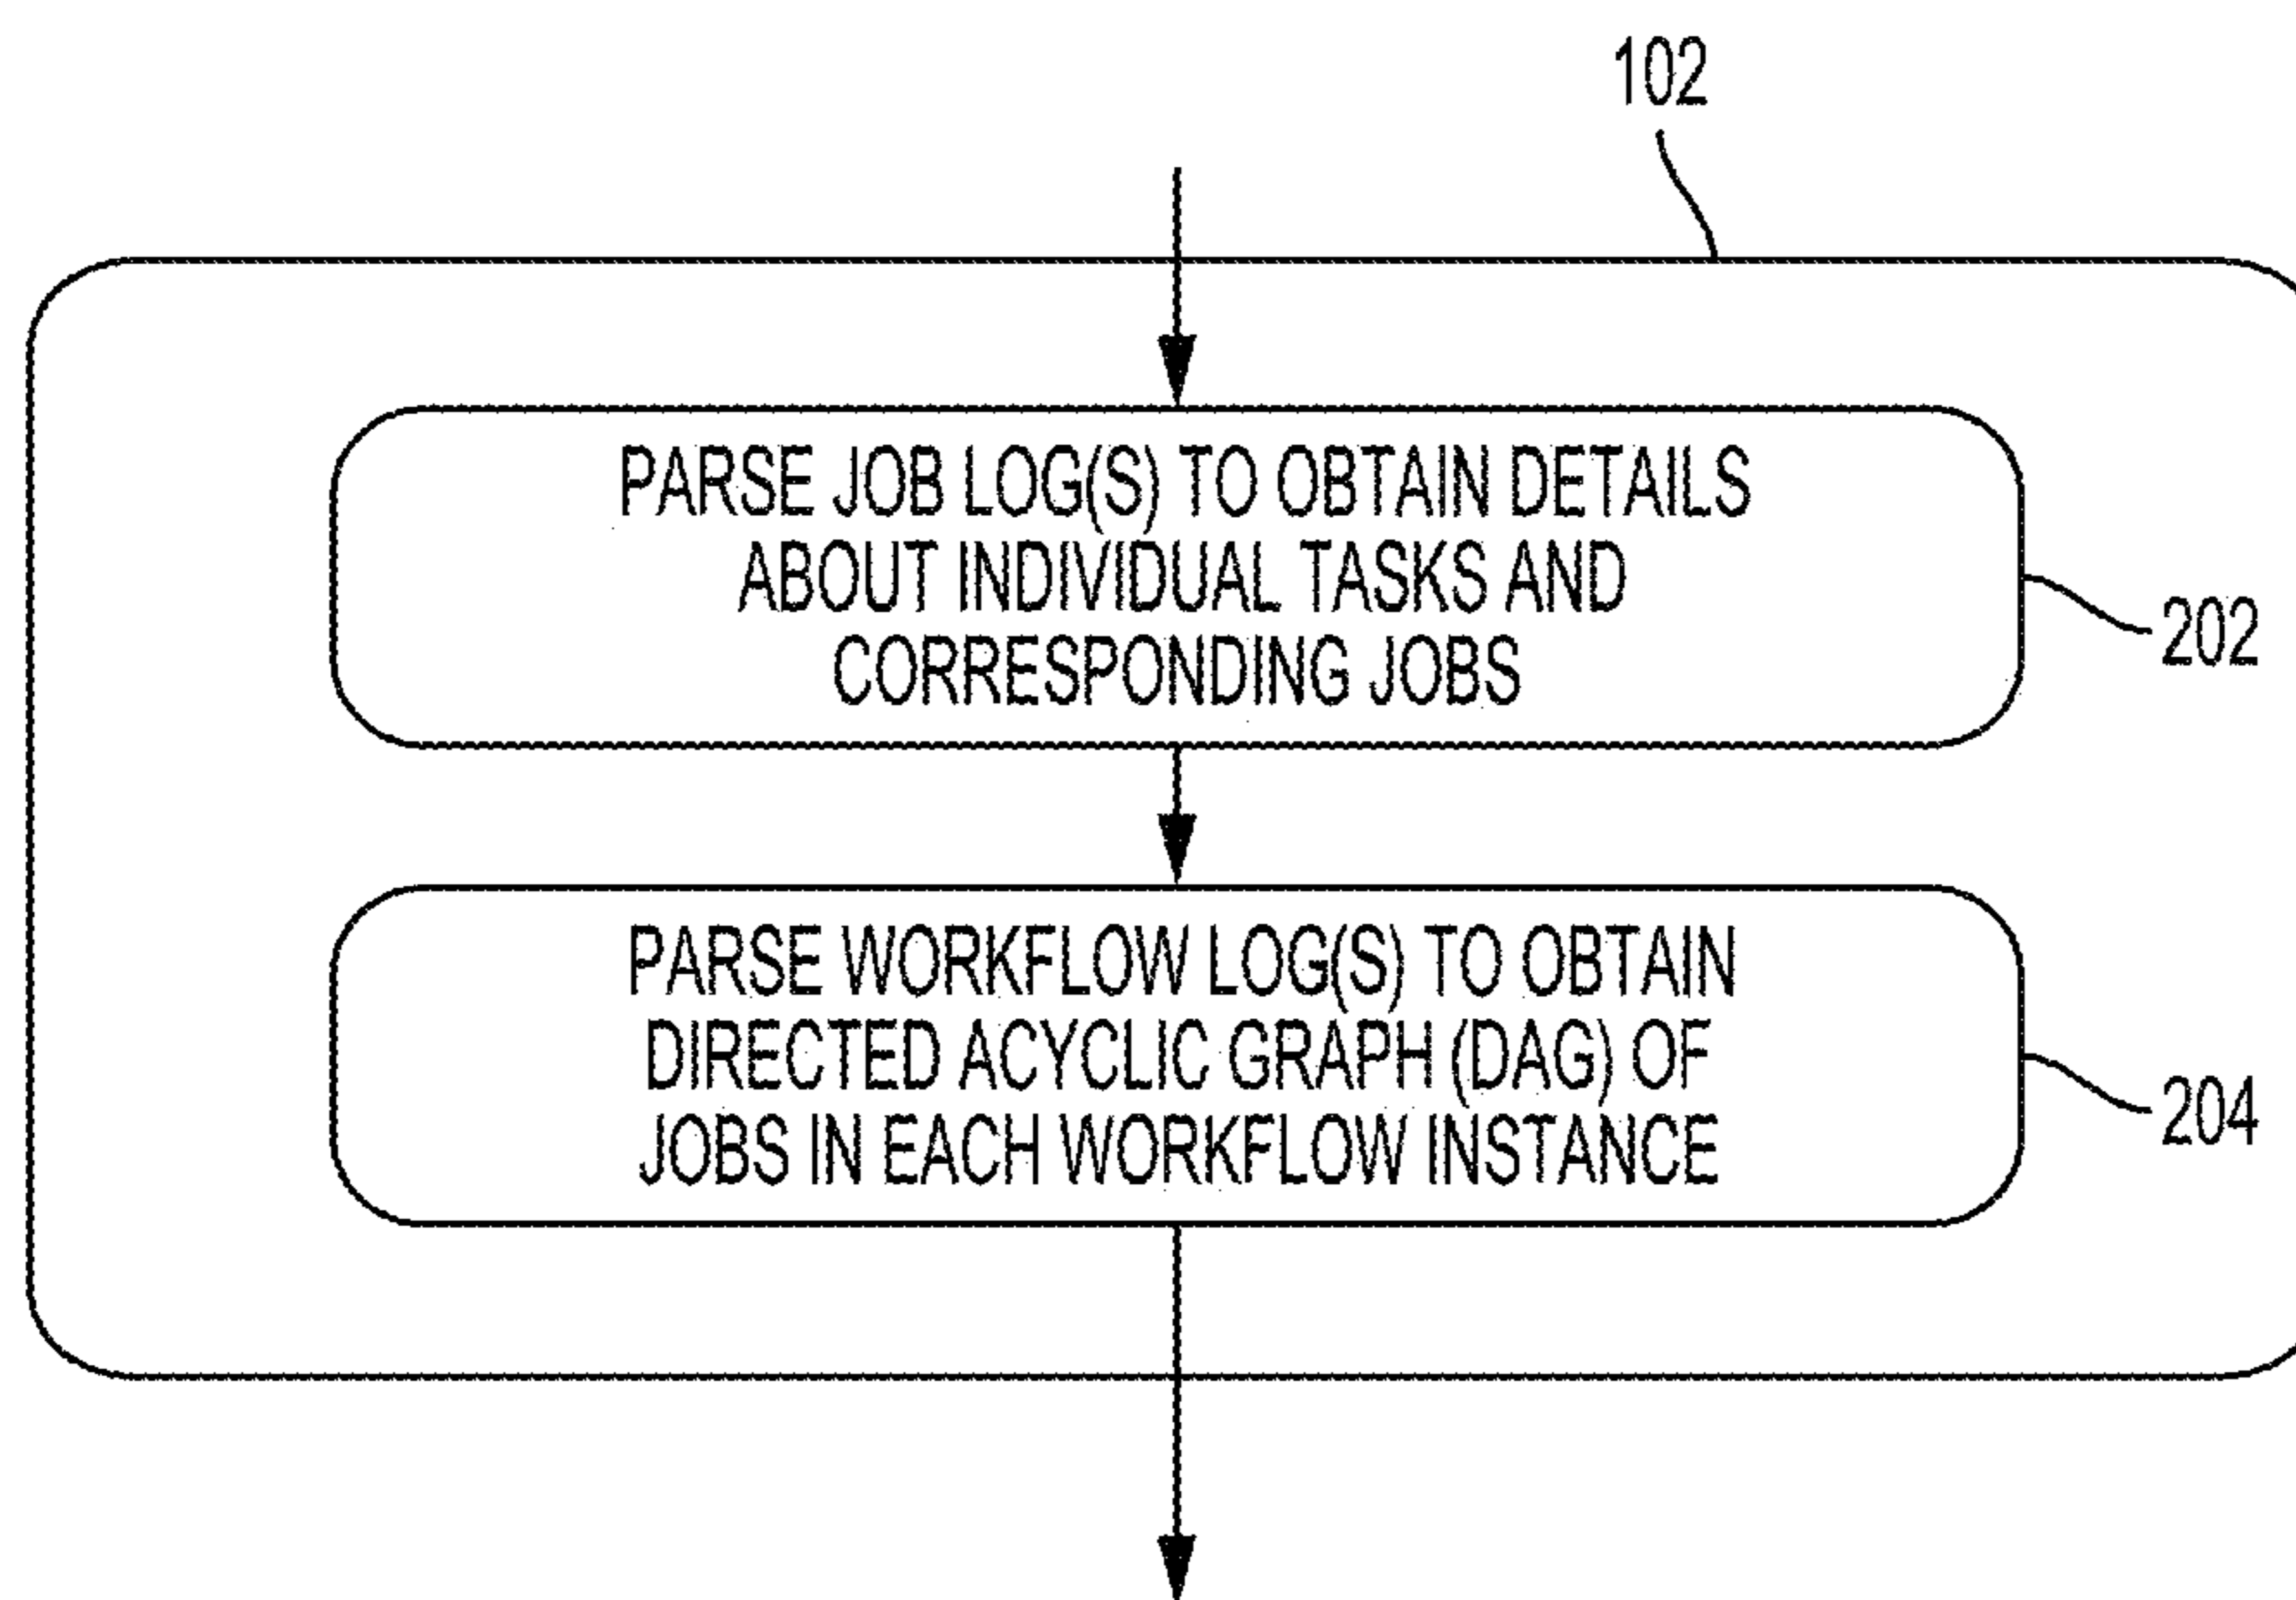 102
PARSE JOB LOG(S) TO OBTAIN DETAILS
ABOUT INDIVIDUAL TASKS AND
CORRESPONDING JOBS
202
PARSE WORKFLOW LOG(S) TO OBTAIN
DIRECTED ACYCLIC GRAPH (DAG) OF
JOBS IN EACH WORKFLOW INSTANCE
204